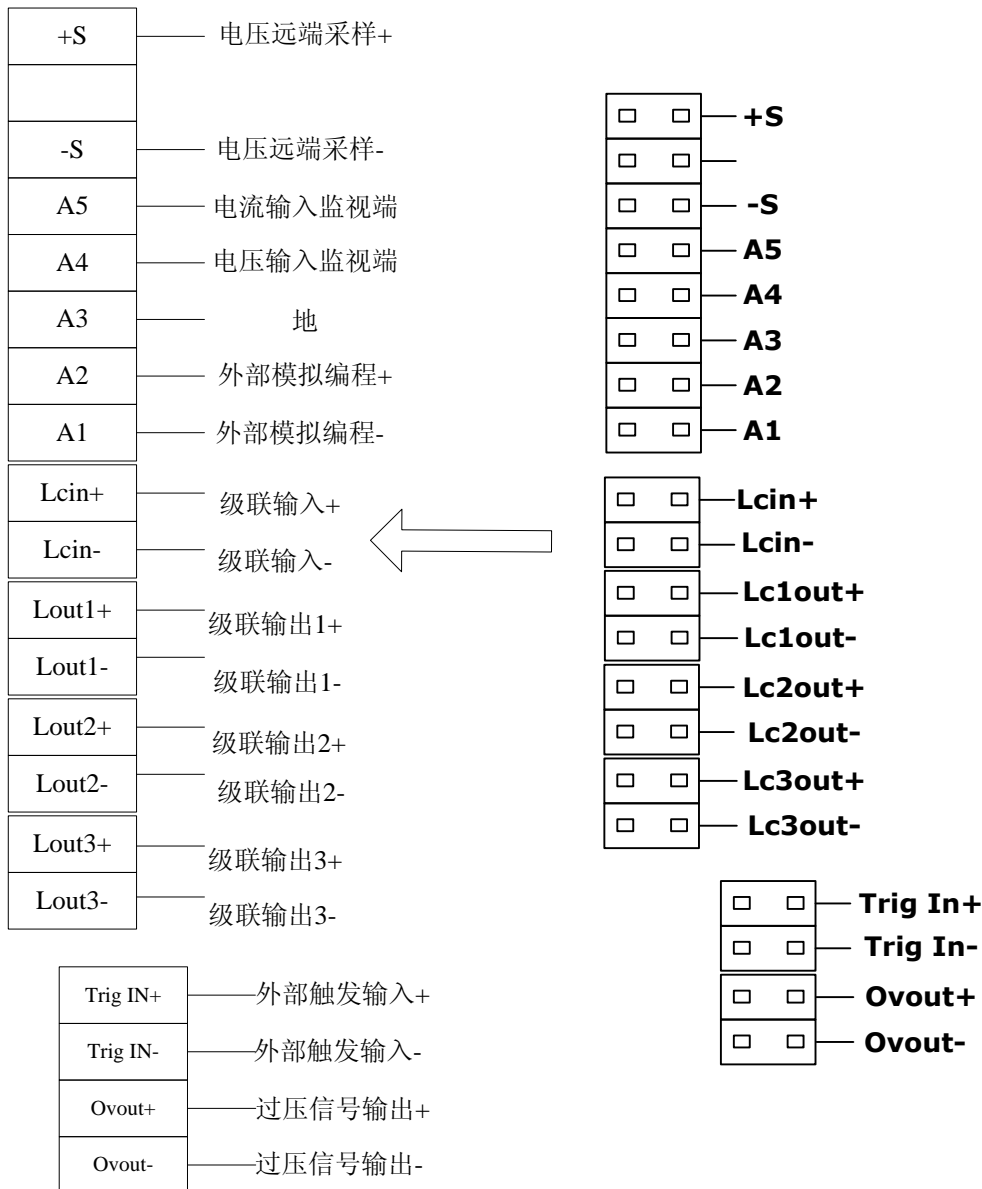 +S 电压远端采样+
-S 电压远端采样-
A5 电流输入监视端
A4 电压输入监视端
A3 地
A2 外部模拟编程+
A1 外部模拟编程-
Lcin+ 级联输入+
Lcin- 级联输入-
Lout1+ 级联输出1+
Lout1- 级联输出1-
Lout2+ 级联输出2+
Lout2- 级联输出2-
Lout3+ 级联输出3+
Lout3- 级联输出3-
Trig IN+ 外部触发输入+
Trig IN- 外部触发输入-
Ovout+ 过压信号输出+
Ovout- 过压信号输出-
+S
-S
A5
A4
A3
A2
A1
Lcin+
Lcin-
Lc1out+
Lc1out-
Lc2out+
Lc2out-
Lc3out+
Lc3out-
Trig In+
Trig In-
Ovout+
Ovout-